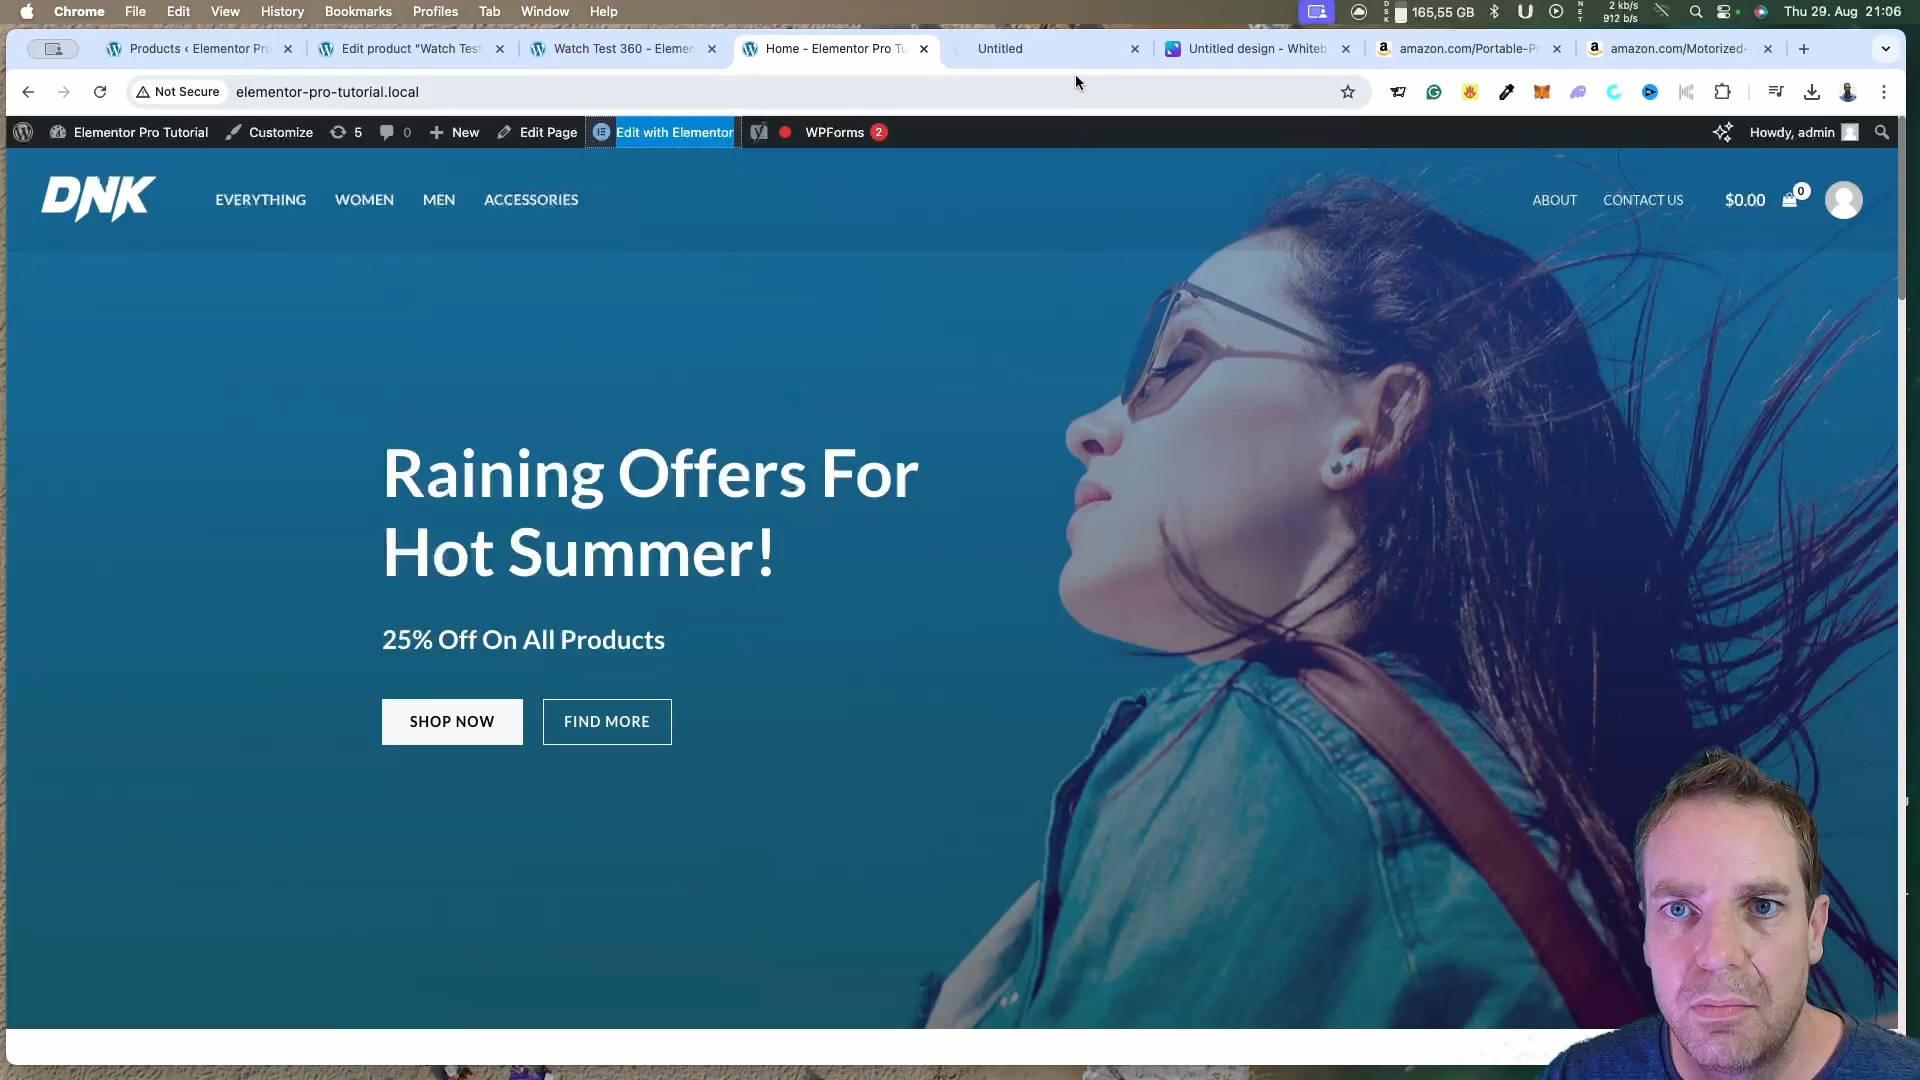 Chrome File Edit View History Bookmarks Profiles Tab Window Help
165,55 GB
2 kb/s
912 b/s
Thu 29. Aug 21:06
Products ‹ Elementor Pro
Edit product "Watch Test
Watch Test 360 - Elemen
Home - Elementor Pro Tu
Untitled
Untitled design - Whiteb
amazon.com/Portable-P
amazon.com/Motorized-
Not Secure
elementor-pro-tutorial.local
Elementor Pro Tutorial
Customize
5
0
New
Edit Page
Edit with Elementor
WPForms 2
Howdy, admin
DNK
EVERYTHING
WOMEN
MEN
ACCESSORIES
ABOUT
CONTACT US
$0.00
0
Raining Offers For
Hot Summer!
25% Off On All Products
SHOP NOW
FIND MORE